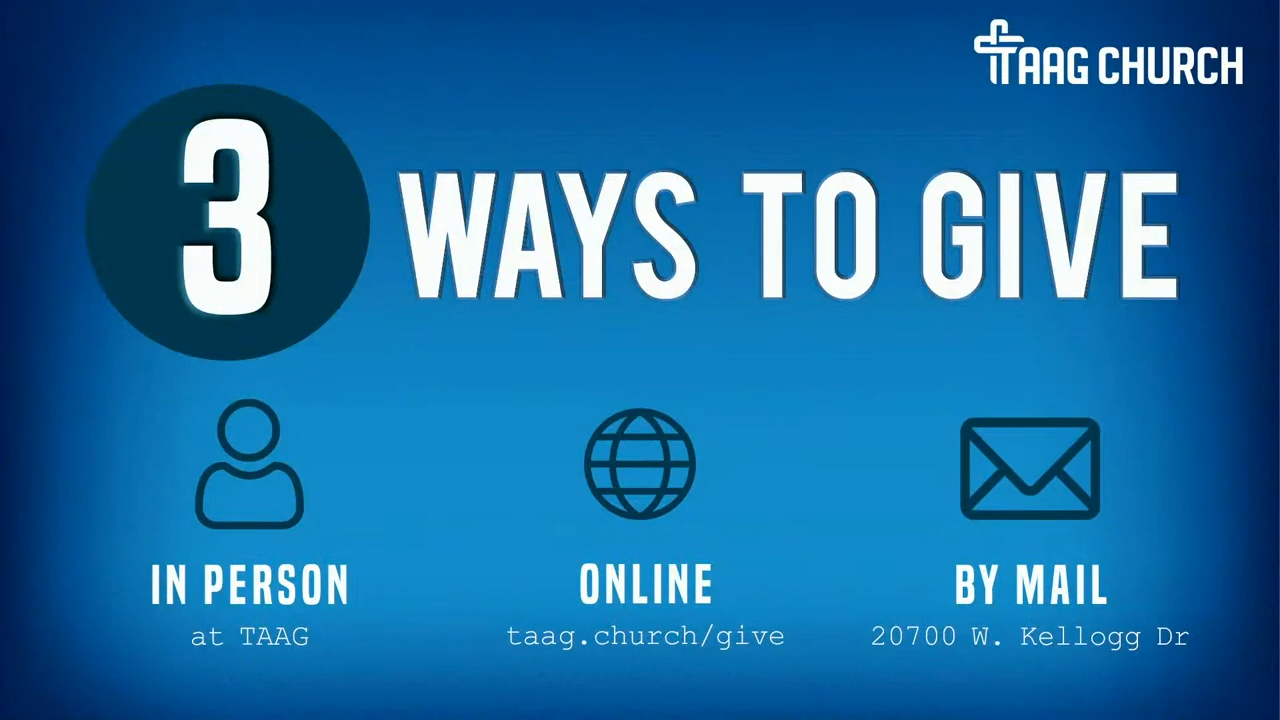 TAAG CHURCH
3 WAYS TO GIVE
IN PERSON
at TAAG
ONLINE
taag.church/give
BY MAIL
20700 W. Kellogg Dr